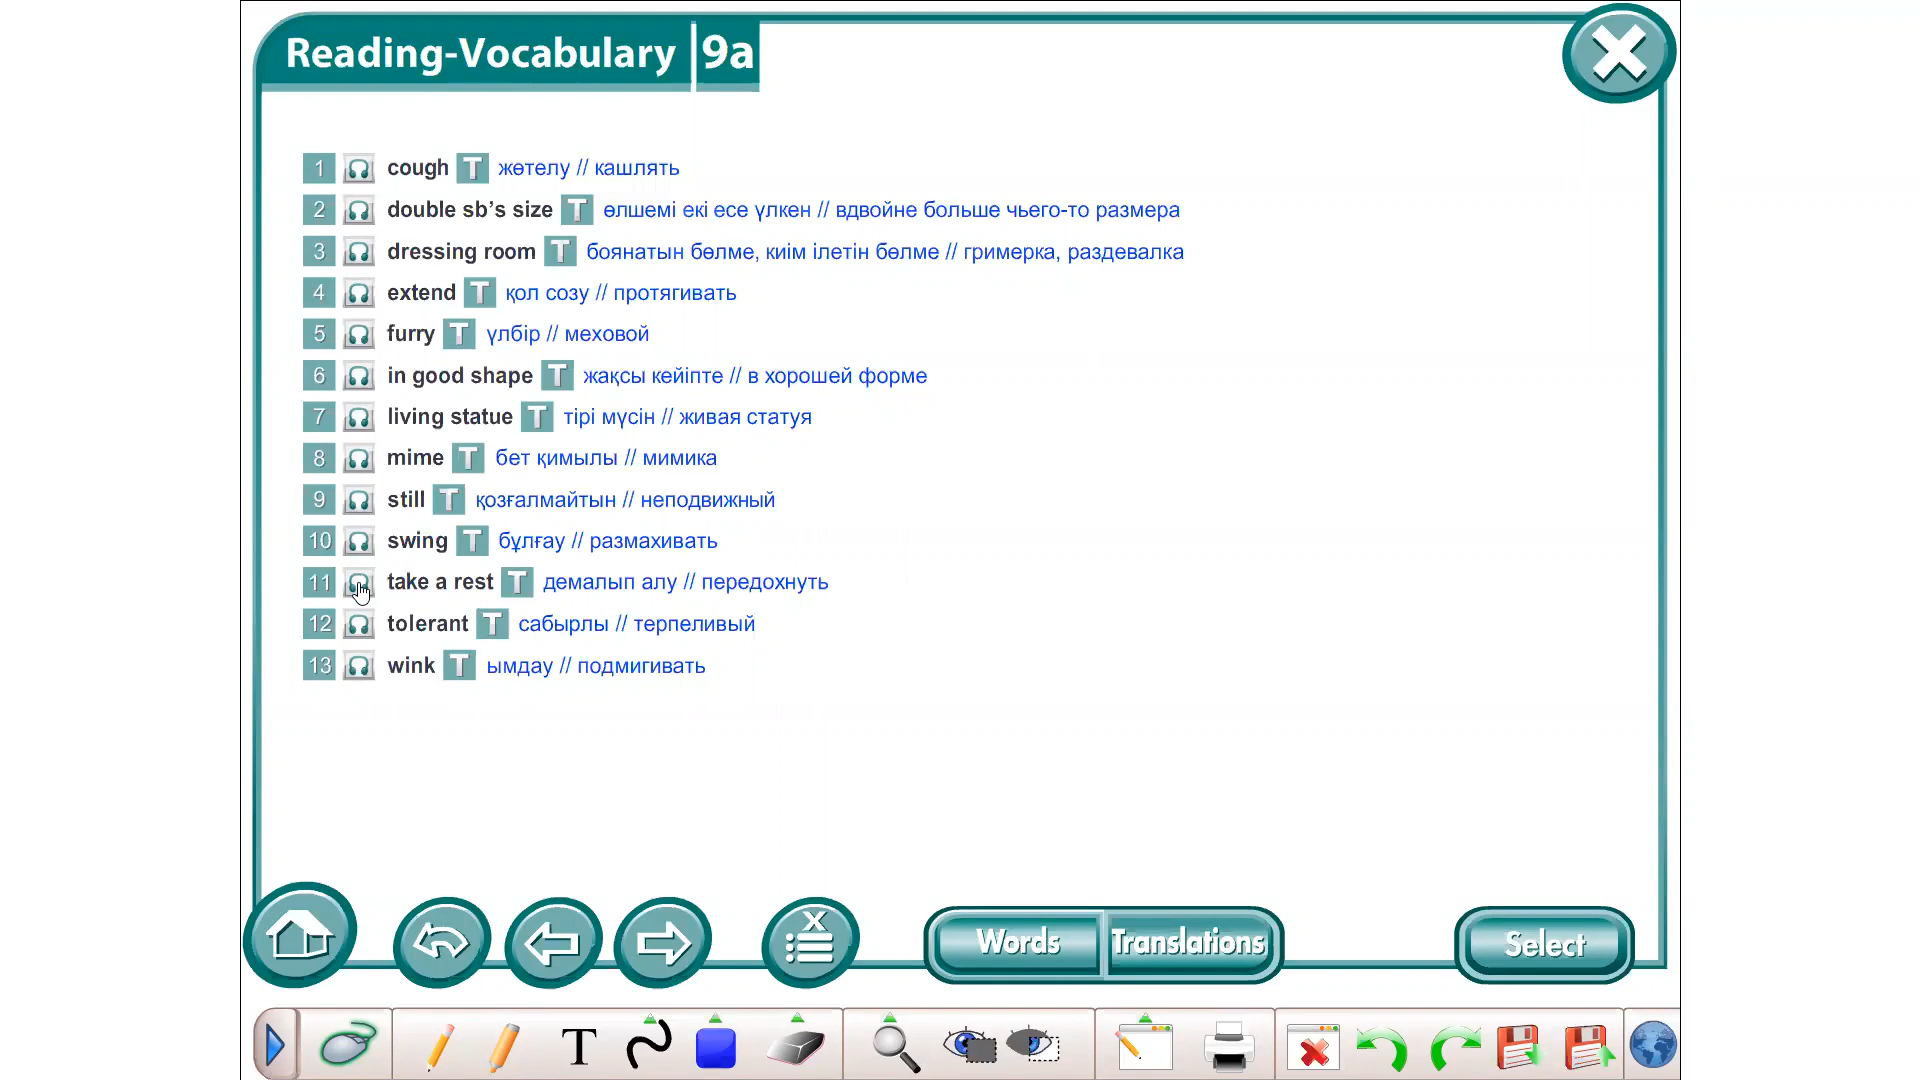 Reading-Vocabulary 9a
1 cough T жөтелу // кашлять
2 double sb's size T өлшемі екі есе үлкен // вдвойне больше чьего-то размера
3 dressing room T боянатын бөлме, киім ілетін бөлме // гримерка, раздевалка
4 extend T қол созу // протягивать
5 furry T үлбір // меховой
6 in good shape T жақсы кейіпте // в хорошей форме
7 living statue T тірі мүсін // живая статуя
8 mime T бет қимылы // мимика
9 still T қозғалмайтын // неподвижный
10 swing T бұлғау // размахивать
11 take a rest T демалып алу // передохнуть
12 tolerant T сабырлы // терпеливый
13 wink T ымдау // подмигивать
X
Words Translations Select
T